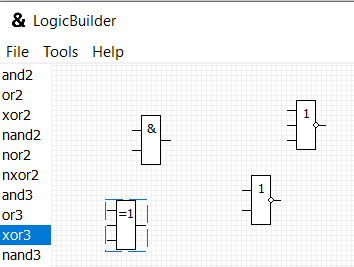 & LogicBuilder
File Tools Help
and2
or2
xor2
nand2
nor2
nxor2
and3
or3
xor3
nand3
&
1
1
=1